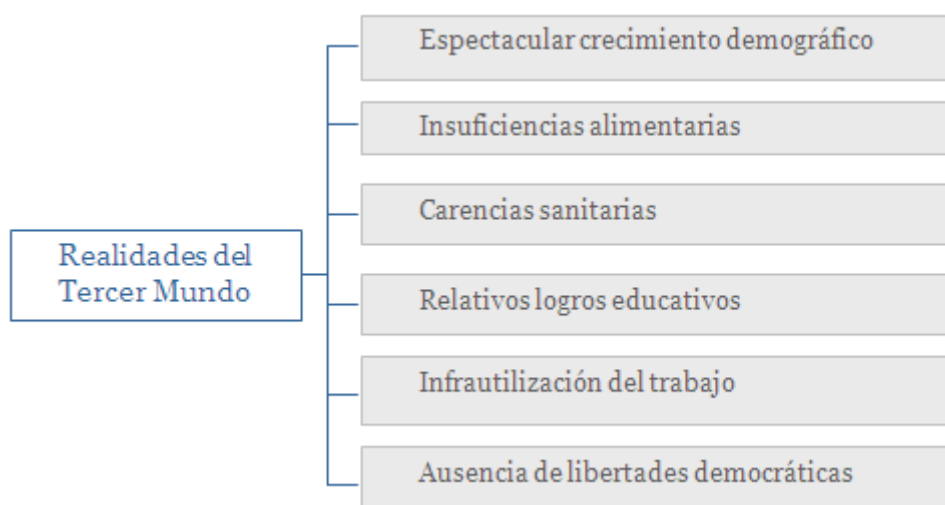 Espectacular crecimiento demográfico
Insuficiencias alimentarias
Carencias sanitarias
Realidades del
Tercer Mundo
Relativos logros educativos
Infrautilización del trabajo
Ausencia de libertades democráticas